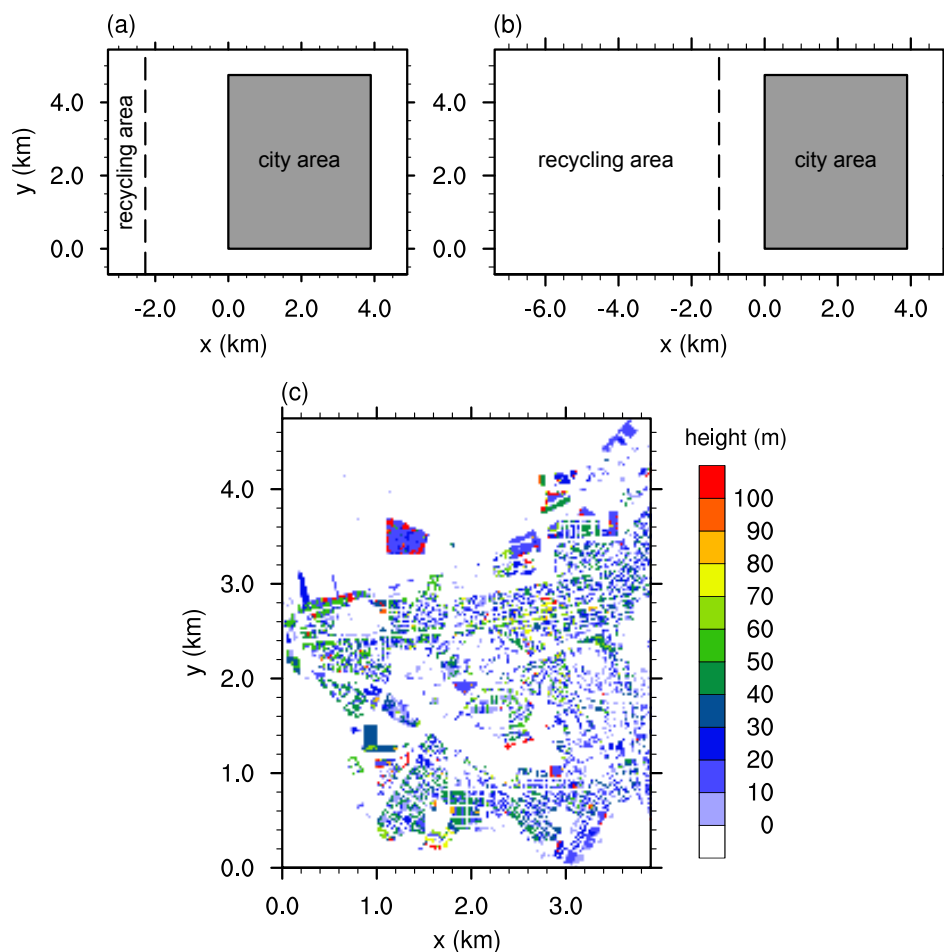 (a)
recycling area
city area
4.0
2.0
0.0
y (km)
-2.0 0.0 2.0 4.0
x (km)
(b)
recycling area
city area
4.0
2.0
0.0
-6.0 -4.0 -2.0 0.0 2.0 4.0
x (km)
(c)
4.0
3.0
2.0
1.0
0.0
y (km)
0.0 1.0 2.0 3.0
x (km)
height (m)
100
90
80
70
60
50
40
30
20
10
0